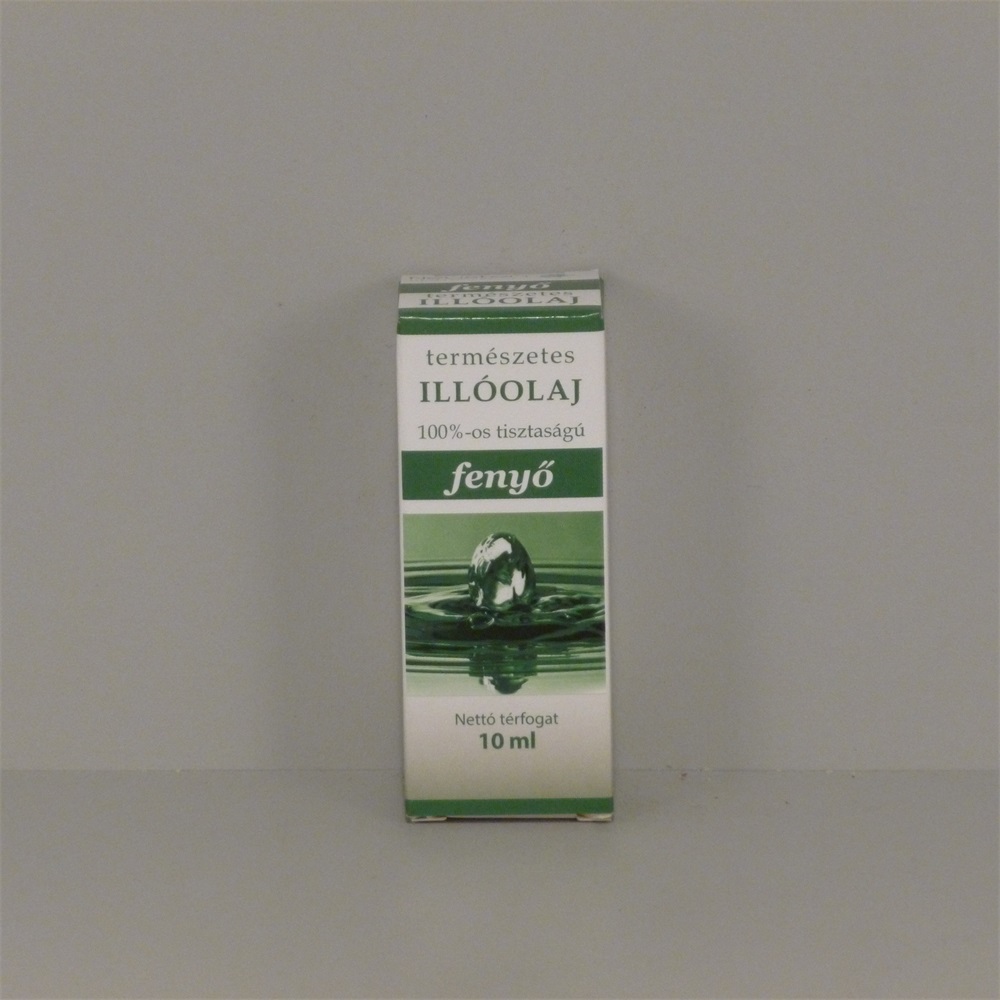 fenyő
természetes
ILLÓOLAJ
természetes
ILLÓOLAJ
100%-os tisztaságú
fenyő
Nettó térfogat
10 ml